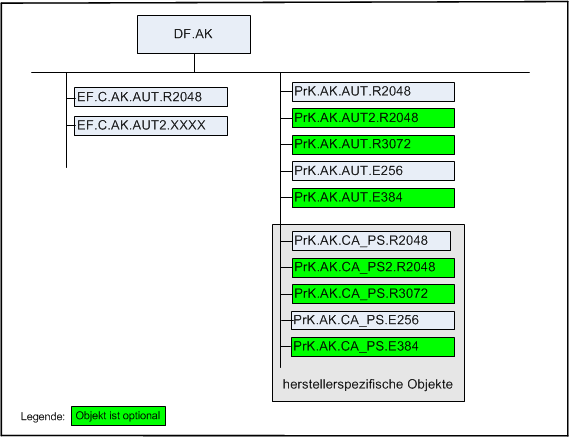 DF.AK
EF.C.AK.AUT.R2048
EF.C.AK.AUT2.XXXX
PrK.AK.AUT.R2048
PrK.AK.AUT2.R2048
PrK.AK.AUT.R3072
PrK.AK.AUT.E256
PrK.AK.AUT.E384
PrK.AK.CA_PS.R2048
PrK.AK.CA_PS2.R2048
PrK.AK.CA_PS.R3072
PrK.AK.CA_PS.E256
PrK.AK.CA_PS.E384
herstellerspezifische Objekte
Legende: Objekt ist optional